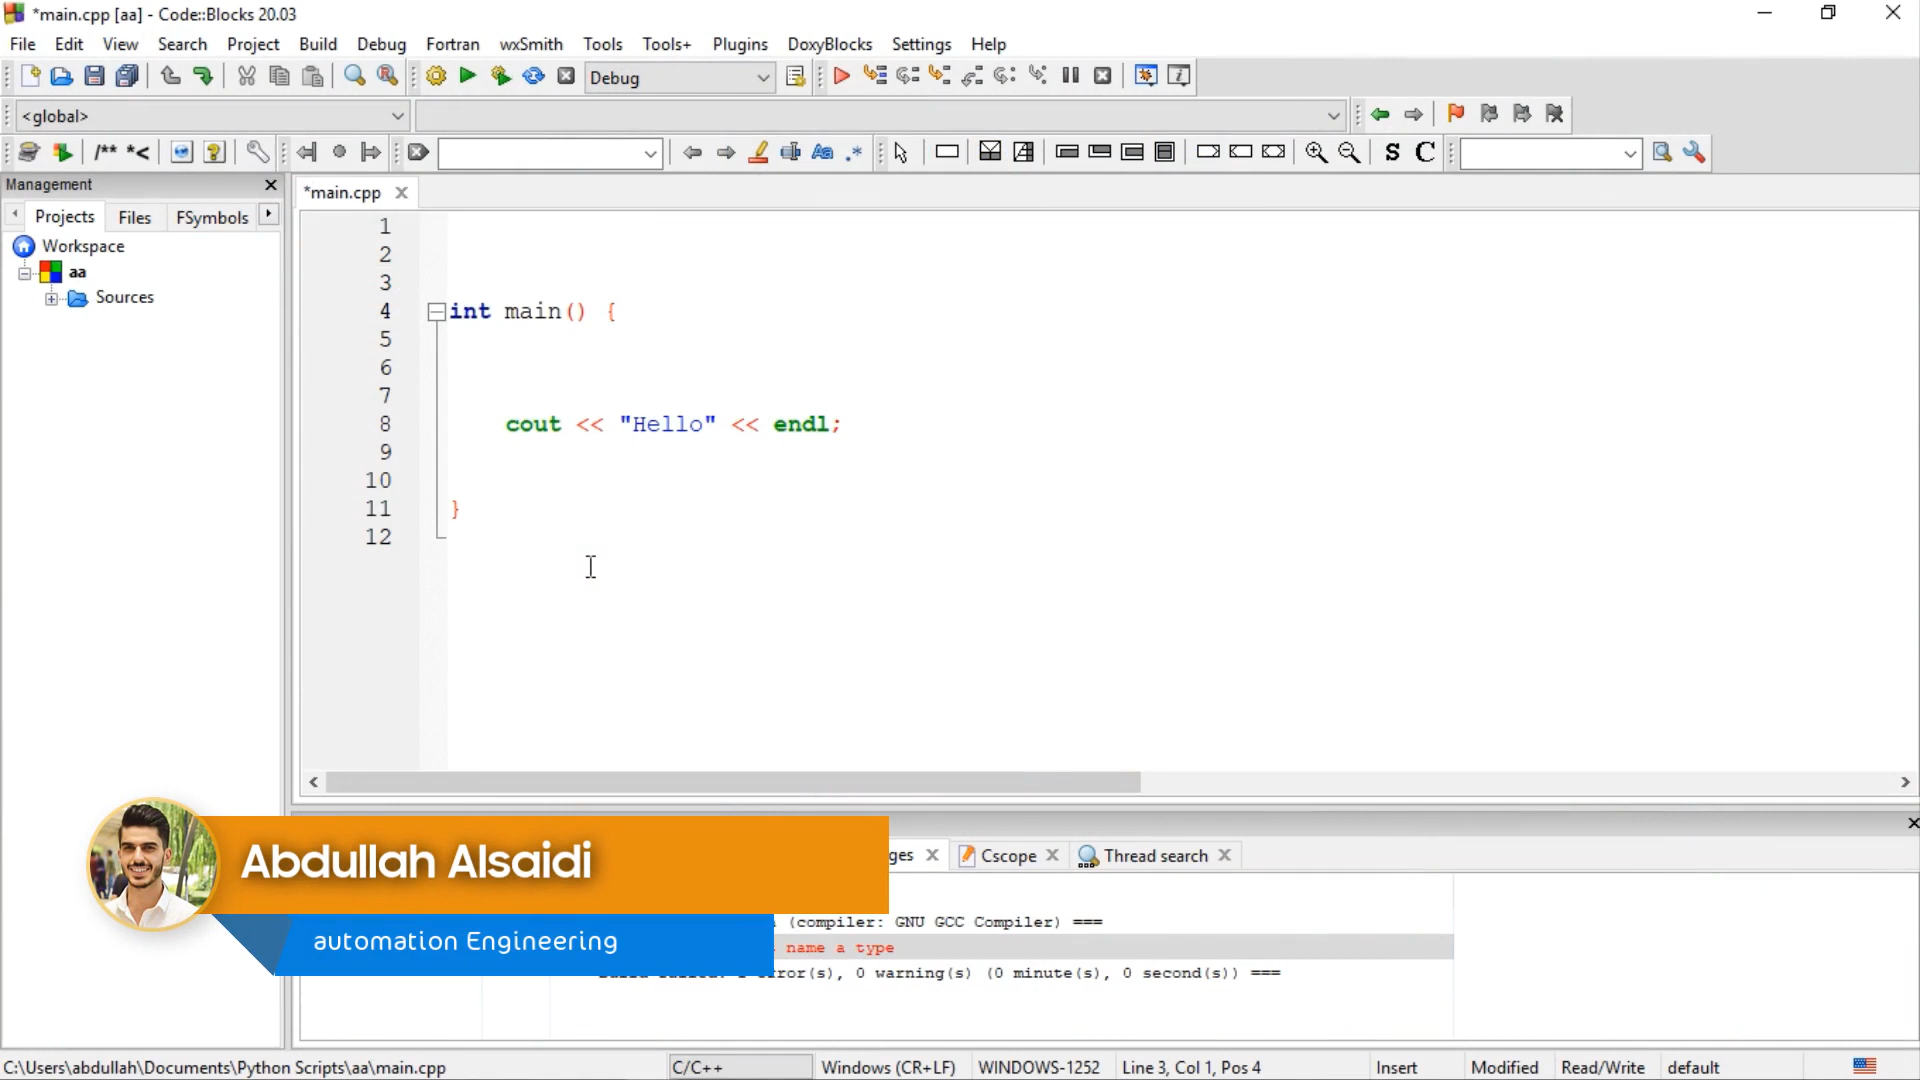 *main.cpp [aa] - Code::Blocks 20.03
File Edit View Search Project Build Debug Fortran wxSmith Tools Tools+ Plugins DoxyBlocks Settings Help
Debug
<global>
/** *<
S C
Management
Projects Files FSymbols
*main.cpp
Workspace
aa
Sources
1
2
3
4 int main() {
5
6
7
8 cout << "Hello" << endl;
9
10
11 }
12
Abdullah Alsaidi
automation Engineering
ges Cscope Thread search
(compiler: GNU GCC Compiler) ===
name a type
error(s), 0 warning(s) (0 minute(s), 0 second(s)) ===
C:\Users\abdullah\Documents\Python Scripts\aa\main.cpp C/C++ Windows (CR+LF) WINDOWS-1252 Line 3, Col 1, Pos 4 Insert Modified Read/Write default